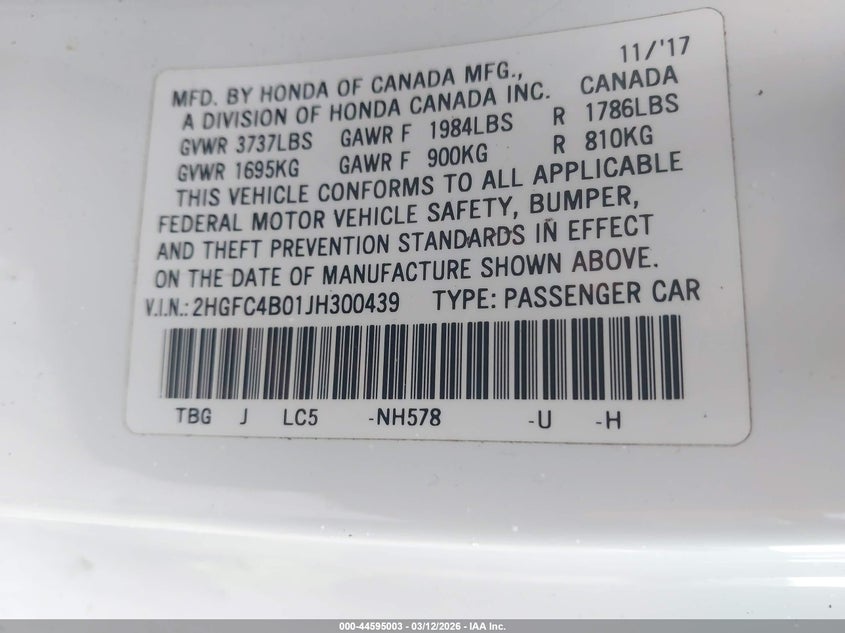 11/'17
MFD. BY HONDA OF CANADA MFG.,
A DIVISION OF HONDA CANADA INC. CANADA
GVWR 3737LBS GAWR F 1984LBS R 1786LBS
GVWR 1695KG GAWR F 900KG R 810KG
THIS VEHICLE CONFORMS TO ALL APPLICABLE
FEDERAL MOTOR VEHICLE SAFETY, BUMPER,
AND THEFT PREVENTION STANDARDS IN EFFECT
ON THE DATE OF MANUFACTURE SHOWN ABOVE.
V.I.N.: 2HGFC4B01JH300439 TYPE: PASSENGER CAR
TBG J LC5 -NH578 -U -H
000-44595003 - 03/12/2026 - IAA Inc.